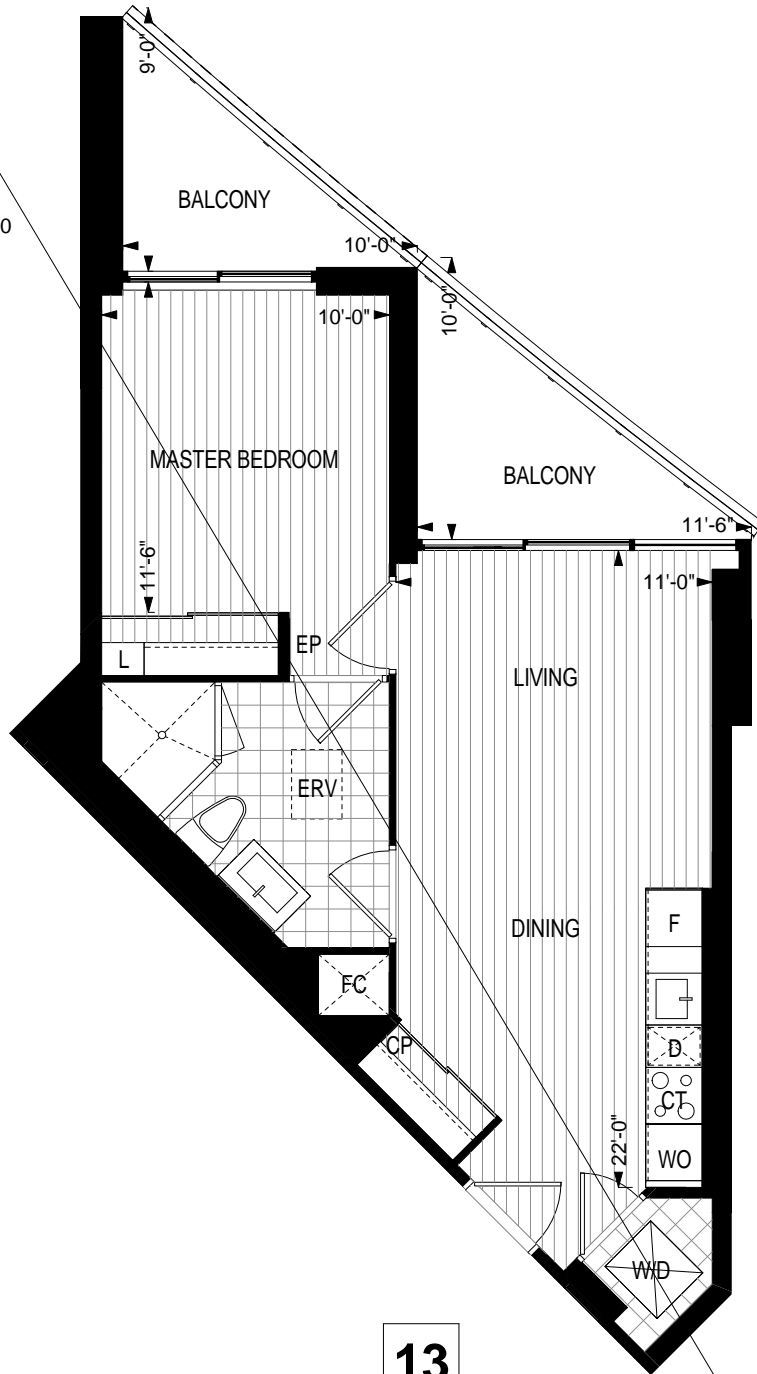 9'-0"
BALCONY
0
10'-0"
10'-0"
10'-0"
MASTER BEDROOM
BALCONY
11'-6"
11'-6"
11'-0"
EP
L
LIVING
ERV
F
DINING
FC
CP
D
CT
22'-0"
WO
W/D
13